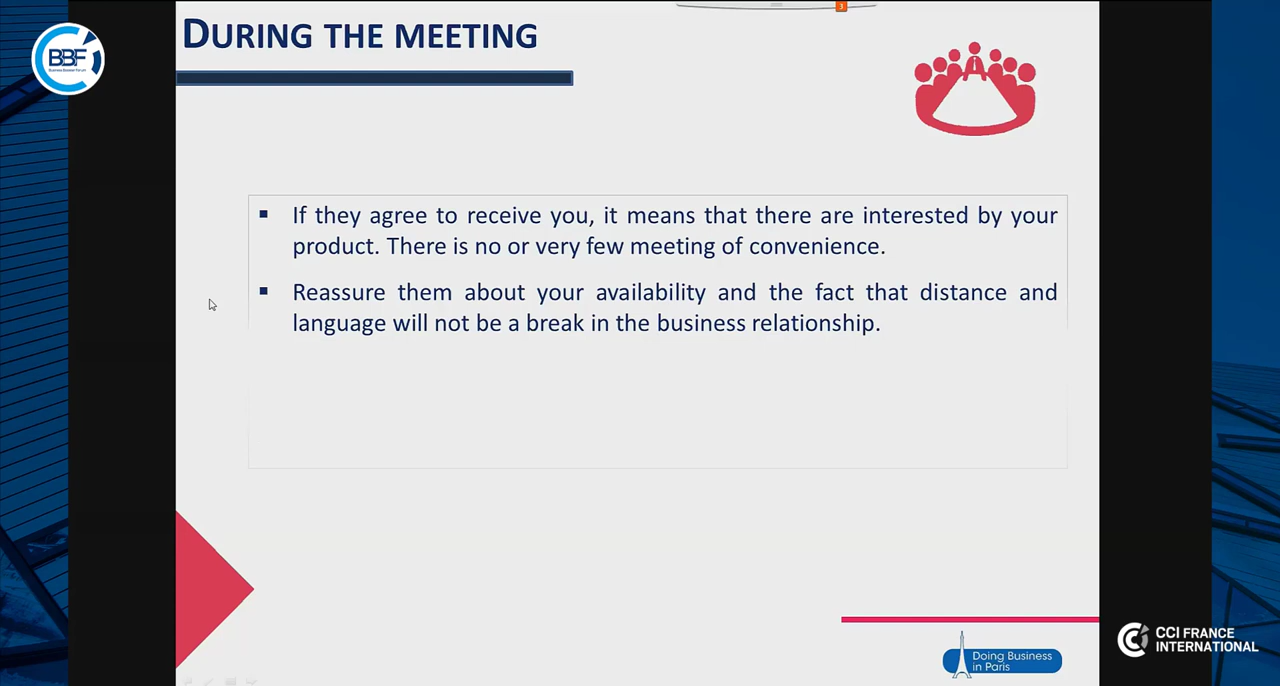 DURING THE MEETING
3
BBF
If they agree to receive you, it means that there are interested by your
product. There is no or very few meeting of convenience.
Reassure them about your availability and the fact that distance and
language will not be a break in the business relationship.
Doing Business
in Paris
CCI FRANCE
INTERNATIONAL